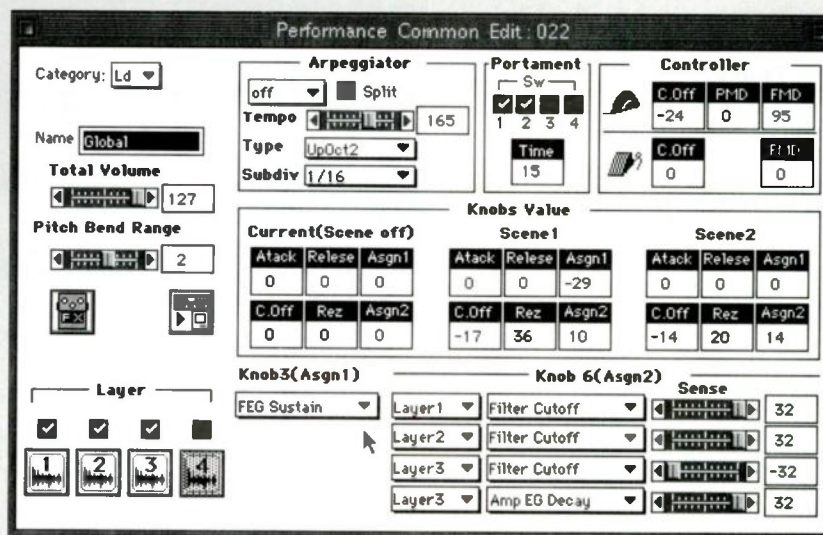 Performance Common Edit : 022
Category: Ld
Name Global
Total Volume
127
Pitch Bend Range
2
FX
Arpeggiator
off Split
Tempo 165
Type UpOct2
Subdiv 1/16
Portament
Sw
1 2 3 4
Time
15
Controller
C.Off PMD FMD
-24 0 95
C.Off FMD
0 0
Knobs Value
Current(Scene off)
Atack Relese Asgn1
0 0 0
C.Off Rez Asgn2
0 0 0
Scene1
Atack Relese Asgn1
0 0 -29
C.Off Rez Asgn2
-17 36 10
Scene2
Atack Relese Asgn1
0 0 0
C.Off Rez Asgn2
-14 20 14
Layer
1 2 3 4
Knob3(Asgn1)
FEG Sustain
Knob 6(Asgn2)
Sense
Layer1 Filter Cutoff 32
Layer2 Filter Cutoff 32
Layer3 Filter Cutoff -32
Layer3 Amp EG Decay 32